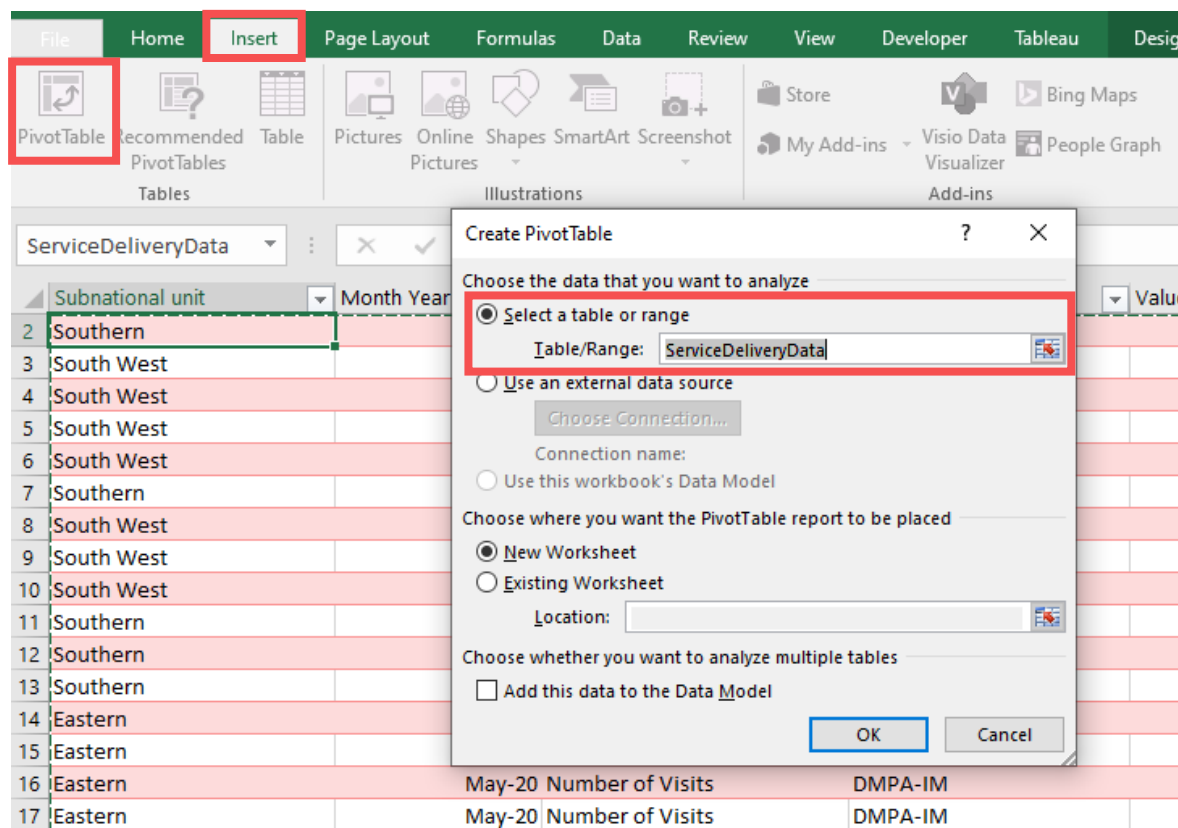 File Home Insert Page Layout Formulas Data Review View Developer Tableau Desig
PivotTable Recommended PivotTables Table Pictures Online Pictures Shapes SmartArt Screenshot
Store
My Add-ins
Visio Data Visualizer
Bing Maps
People Graph
Tables Illustrations Add-ins
ServiceDeliveryData
Subnational unit Month Year Valu
2 Southern
3 South West
4 South West
5 South West
6 South West
7 Southern
8 South West
9 South West
10 South West
11 Southern
12 Southern
13 Southern
14 Eastern
15 Eastern
16 Eastern May-20 Number of Visits DMPA-IM
17 Eastern May-20 Number of Visits DMPA-IM
Create PivotTable ?
Choose the data that you want to analyze
Select a table or range
Table/Range: ServiceDeliveryData
Use an external data source
Choose Connection...
Connection name:
Use this workbook's Data Model
Choose where you want the PivotTable report to be placed
New Worksheet
Existing Worksheet
Location:
Choose whether you want to analyze multiple tables
Add this data to the Data Model
OK Cancel